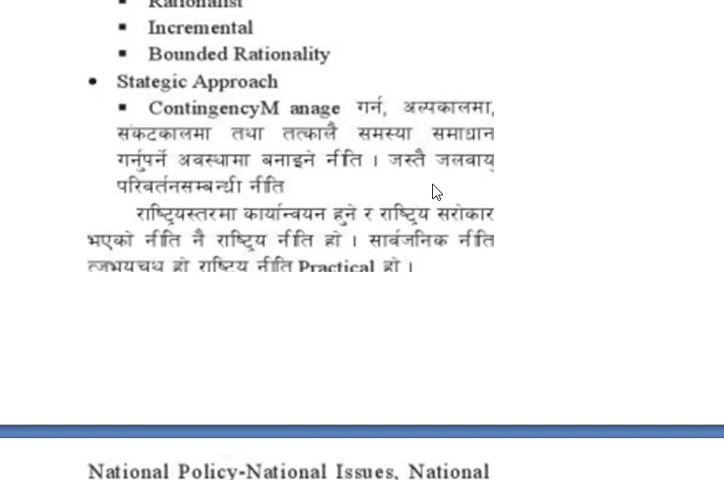 ▪ Rationalist
▪ Incremental
▪ Bounded Rationality
• Stategic Approach
▪ ContingencyM anage गर्न, अल्पकालमा,
संकटकालमा तथा तत्कालै समस्या समाधान
गर्नुपर्ने अवस्थामा बनाइने नीति । जस्तै जलवायु
परिवर्तनसम्बन्धी नीति
राष्ट्रियस्तरमा कार्यान्वयन हुने र राष्ट्रिय सरोकार
भएको नीति नै राष्ट्रिय नीति हो । सार्वजनिक नीति
त्जभयचथ हो राष्ट्रिय नीति Practical हो ।
National Policy-National Issues, National